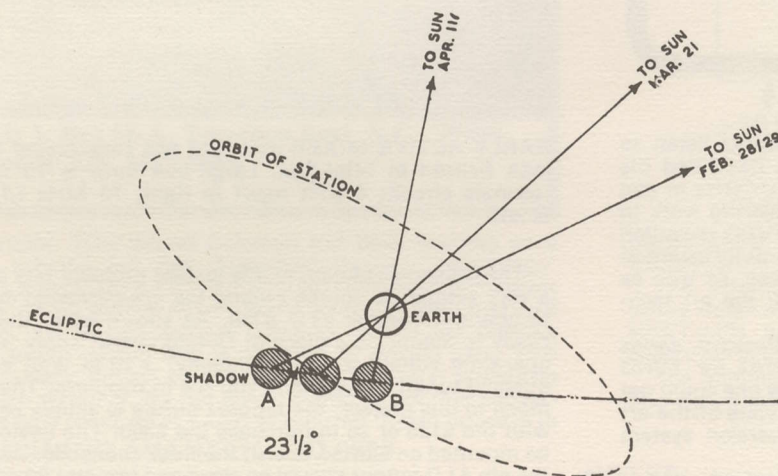 TO SUN
APR. 11
TO SUN
MAR. 21
TO SUN
FEB. 28/29
ORBIT OF STATION
ECLIPTIC
EARTH
SHADOW
A
B
23½°